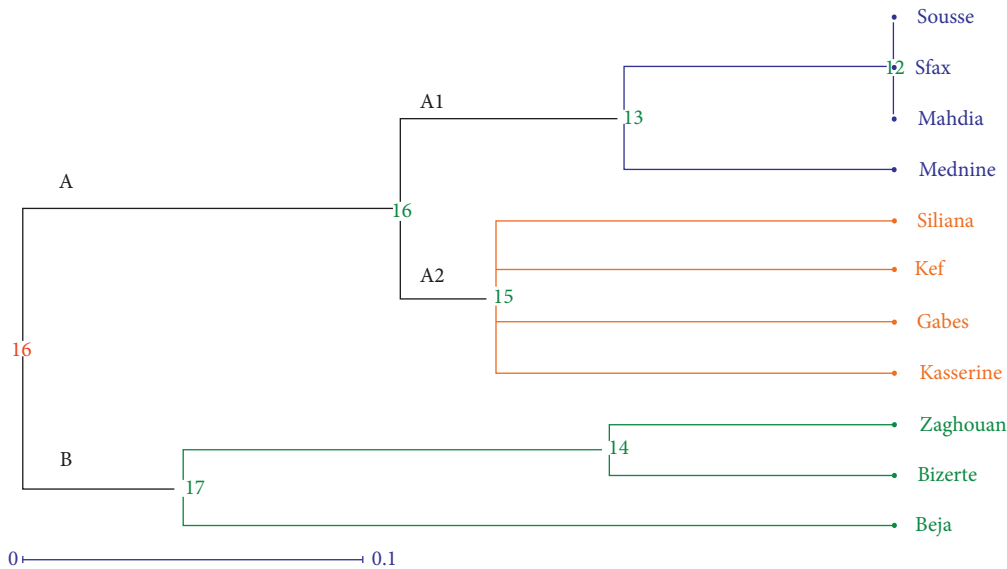 Sousse
12 Sfax
A1
13
Mahdia
Mednine
A
16
Siliana
A2
Kef
15
Gabes
16
Kasserine
Zaghouan
14
B
Bizerte
17
Beja
0 0.1